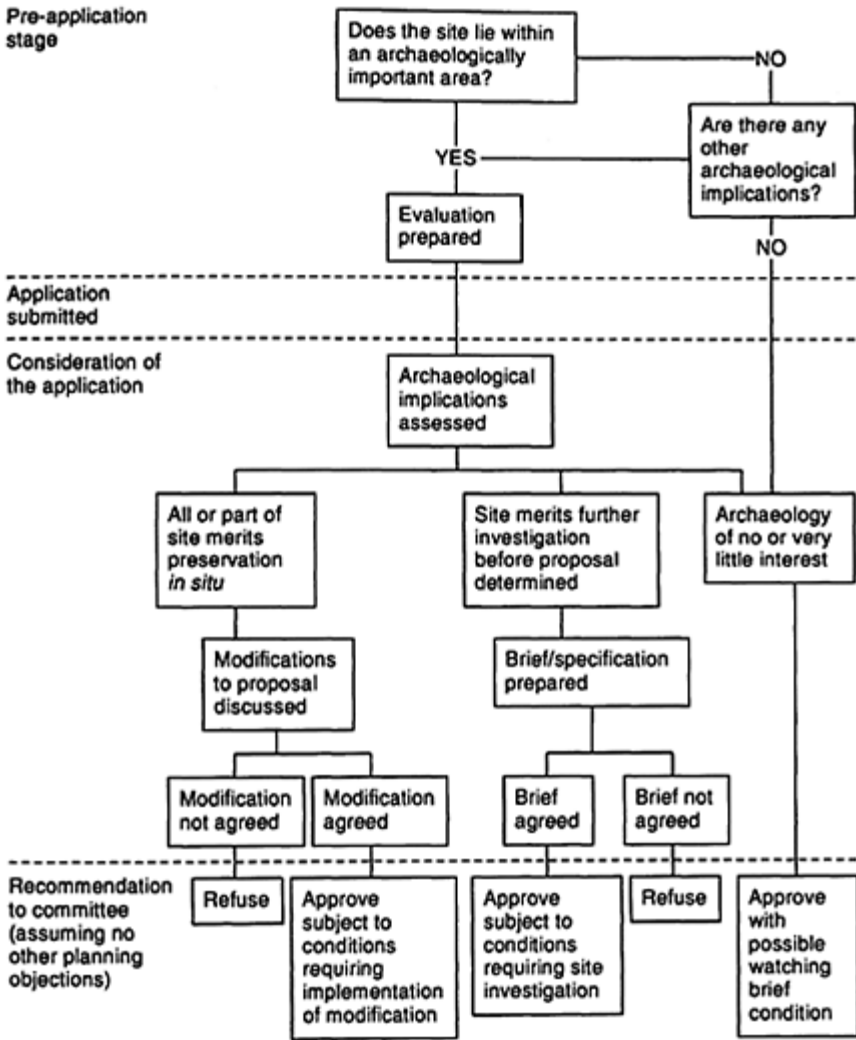 Pre-application
stage
Does the site lie within
an archaeologically
important area?
NO
Are there any
other
archaeological
implications?
YES
Evaluation
prepared
NO
Application
submitted
Consideration of
the application
Archaeological
implications
assessed
All or part of
site merits
preservation
in situ
Site merits further
investigation
before proposal
determined
Archaeology
of no or very
little interest
Modifications
to proposal
discussed
Brief/specification
prepared
Modification
not agreed
Modification
agreed
Brief
agreed
Brief not
agreed
Recommendation
to committee
(assuming no
other planning
objections)
Refuse
Approve
subject to
conditions
requiring
implementation
of modification
Approve
subject to
conditions
requiring site
investigation
Refuse
Approve
with
possible
watching
brief
condition